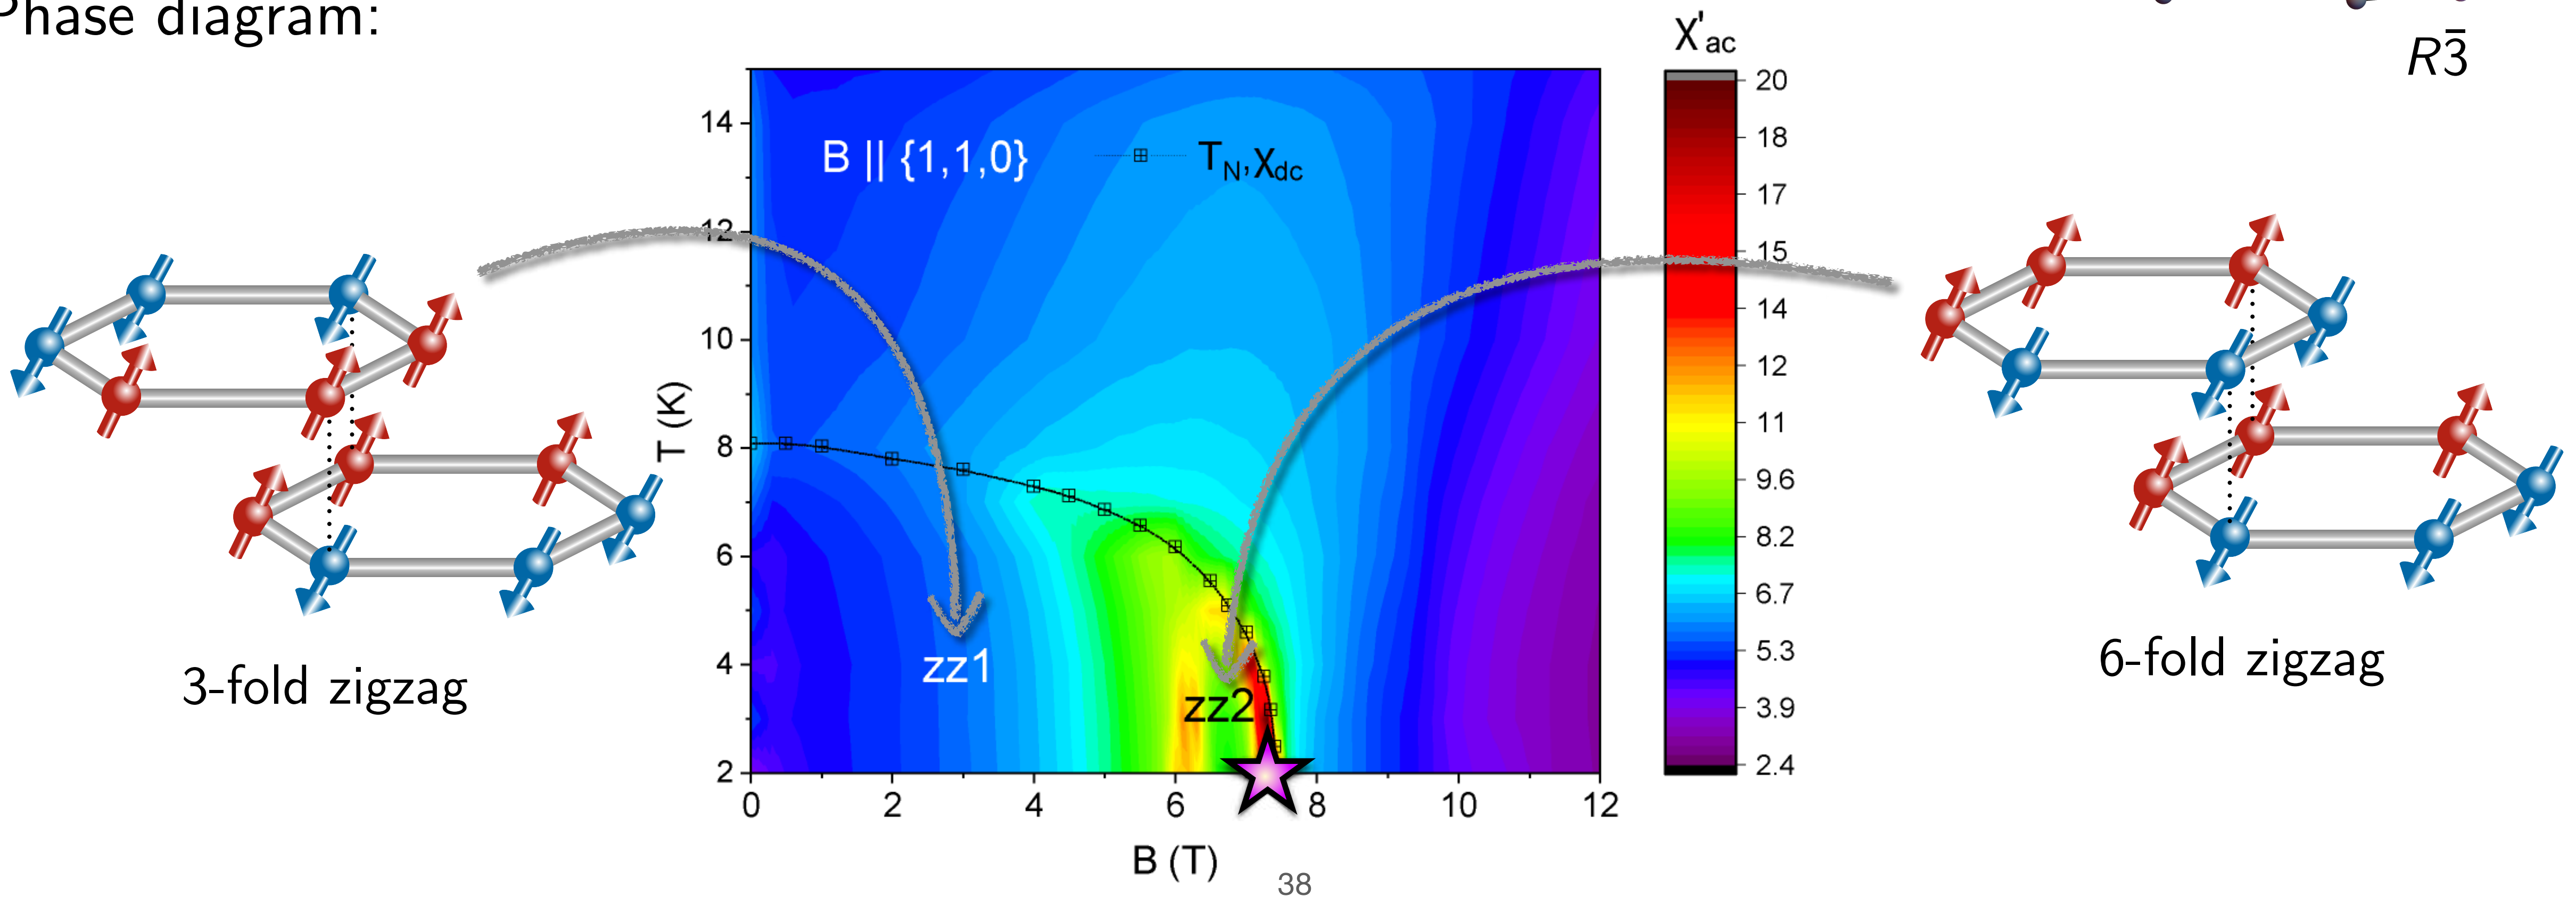 Phase diagram:
χ'ac
R3̄
B || {1,1,0}
T_N, χ_dc
T (K)
14
12
10
8
6
4
2
0 2 4 6 8 10 12
B (T)
20
18
17
15
14
12
11
9.6
8.2
6.7
5.3
3.9
2.4
zz1
zz2
3-fold zigzag
6-fold zigzag
38